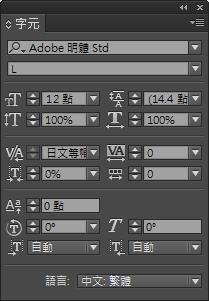 字元
Adobe 明體 Std
L
12 點 (14.4 點
100% 100%
日文等幅 0
0% 0
0 點
0° 0°
自動 自動
語言: 中文: 繁體